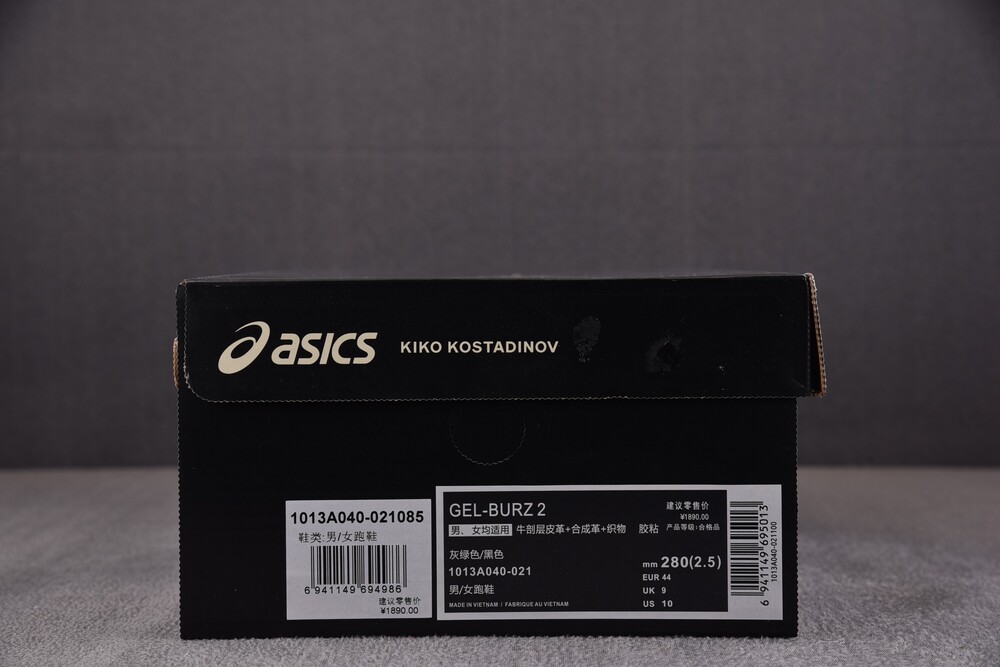 asics KIKO KOSTADINOV
1013A040-021085
鞋类:男/女跑鞋
6 941149 694986
建议零售价
¥1890.00
GEL-BURZ 2
男、女均适用 牛剖层皮革+合成革+织物 胶粘
灰绿色/黑色
1013A040-021
男/女跑鞋
MADE IN VIETNAM / FABRIQUE AU VIETNAM
建议零售价
¥1890.00
产品等级:合格品
mm 280(2.5)
EUR 44
UK 9
US 10
6 941149 695013
1013A040-021100